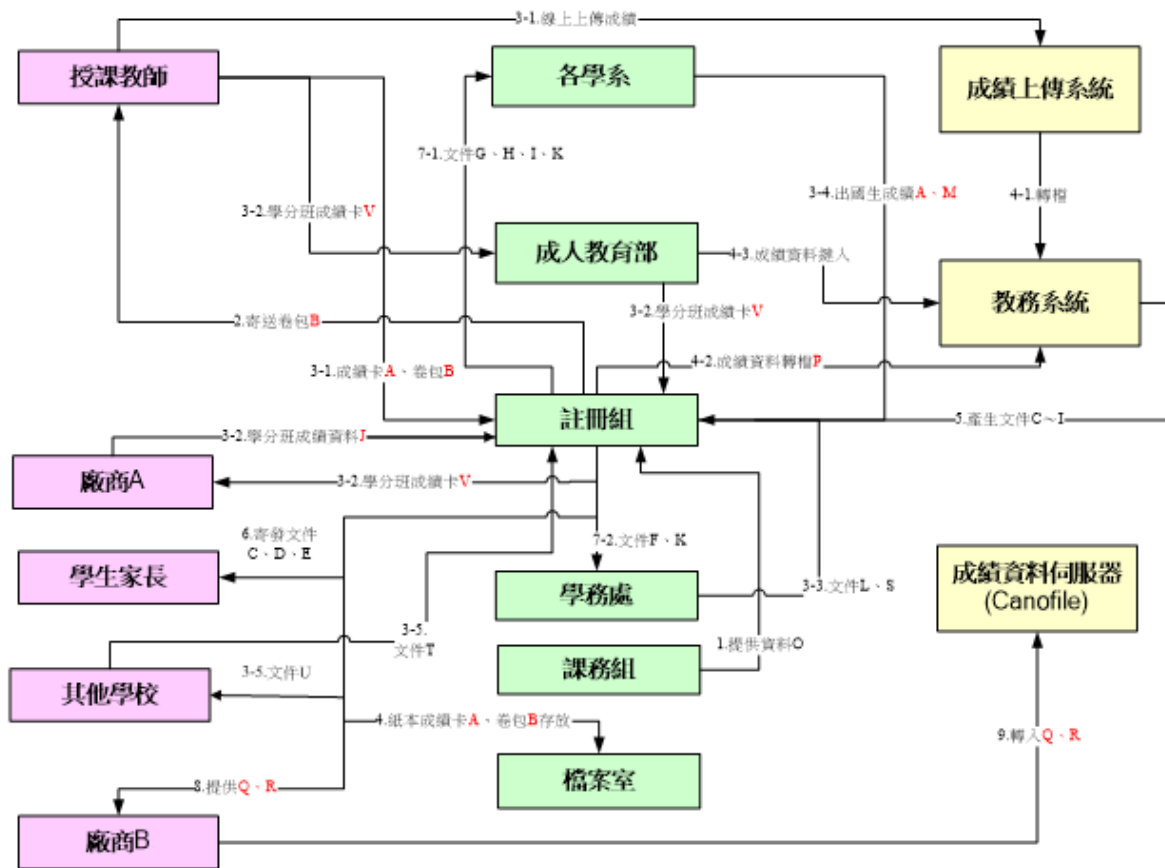 3-1.線上上傳成績
授課教師
各學系
成績上傳系統
7-1.文件G、H、I、K
3-2.學分班成績卡V
3-4.出國生成績A、M
4-1.轉檔
成人教育部
4-3.成績資料鍵入
教務系統
2.寄送卷包B
3-2.學分班成績卡V
3-1.成績卡A、卷包B
4-2.成績資料轉檔P
註冊組
5.產生文件C～I
3-2.學分班成績資料J
廠商A
3-2.學分班成績卡V
6.寄發文件
C、D、E
7-2.文件F、K
學生家長
學務處
3-3.文件L、S
成績資料伺服器
(Canofile)
3-5.
文件T
1.提供資料O
課務組
3-5.文件U
其他學校
4.紙本成績卡A、卷包B存放
9.轉入Q、R
檔案室
8.提供Q、R
廠商B